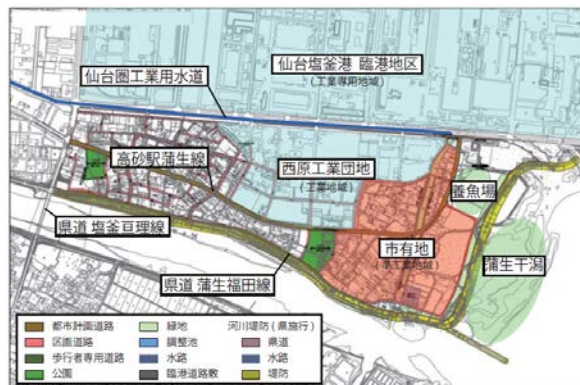 仙台塩釜港 臨港地区
(工業専用地域)
仙台圏工業用水道
高砂駅蒲生線
西原工業団地
(工業地域)
養魚場
県道 塩釜亘理線
市有地
(準工業地域)
蒲生干潟
県道 蒲生福田線
都市計画道路
緑地
河川堤防(県施行)
区画道路
調整池
県道
歩行者専用道路
水路
水路
公園
臨港道路敷
堤防